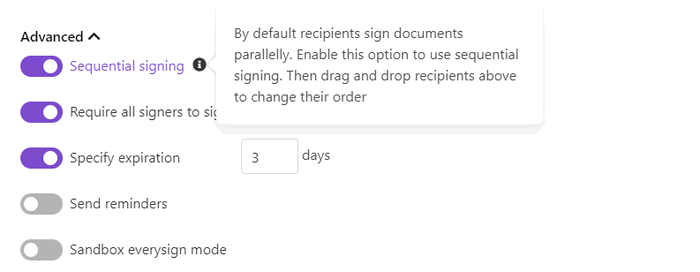 Advanced
Sequential signing
By default recipients sign documents
parallelly. Enable this option to use sequential
signing. Then drag and drop recipients above
to change their order
Require all signers to
Specify expiration 3 days
Send reminders
Sandbox everysign mode